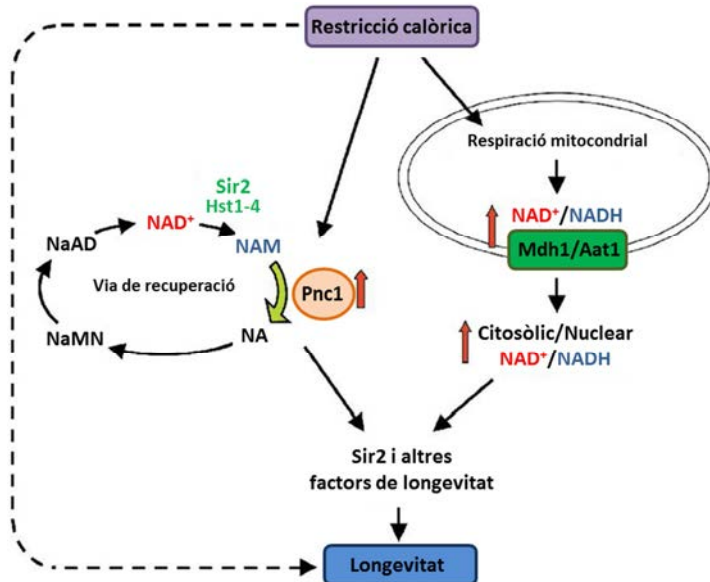 Restricció calòrica
Respiració mitocondrial
Sir2
Hst1-4
NAD⁺
NAD⁺/NADH
NaAD
NAM
Mdh1/Aat1
Via de recuperació
Pnc1
NaMN
NA
Citosòlic/Nuclear
NAD⁺/NADH
Sir2 i altres
factors de longevitat
Longevitat